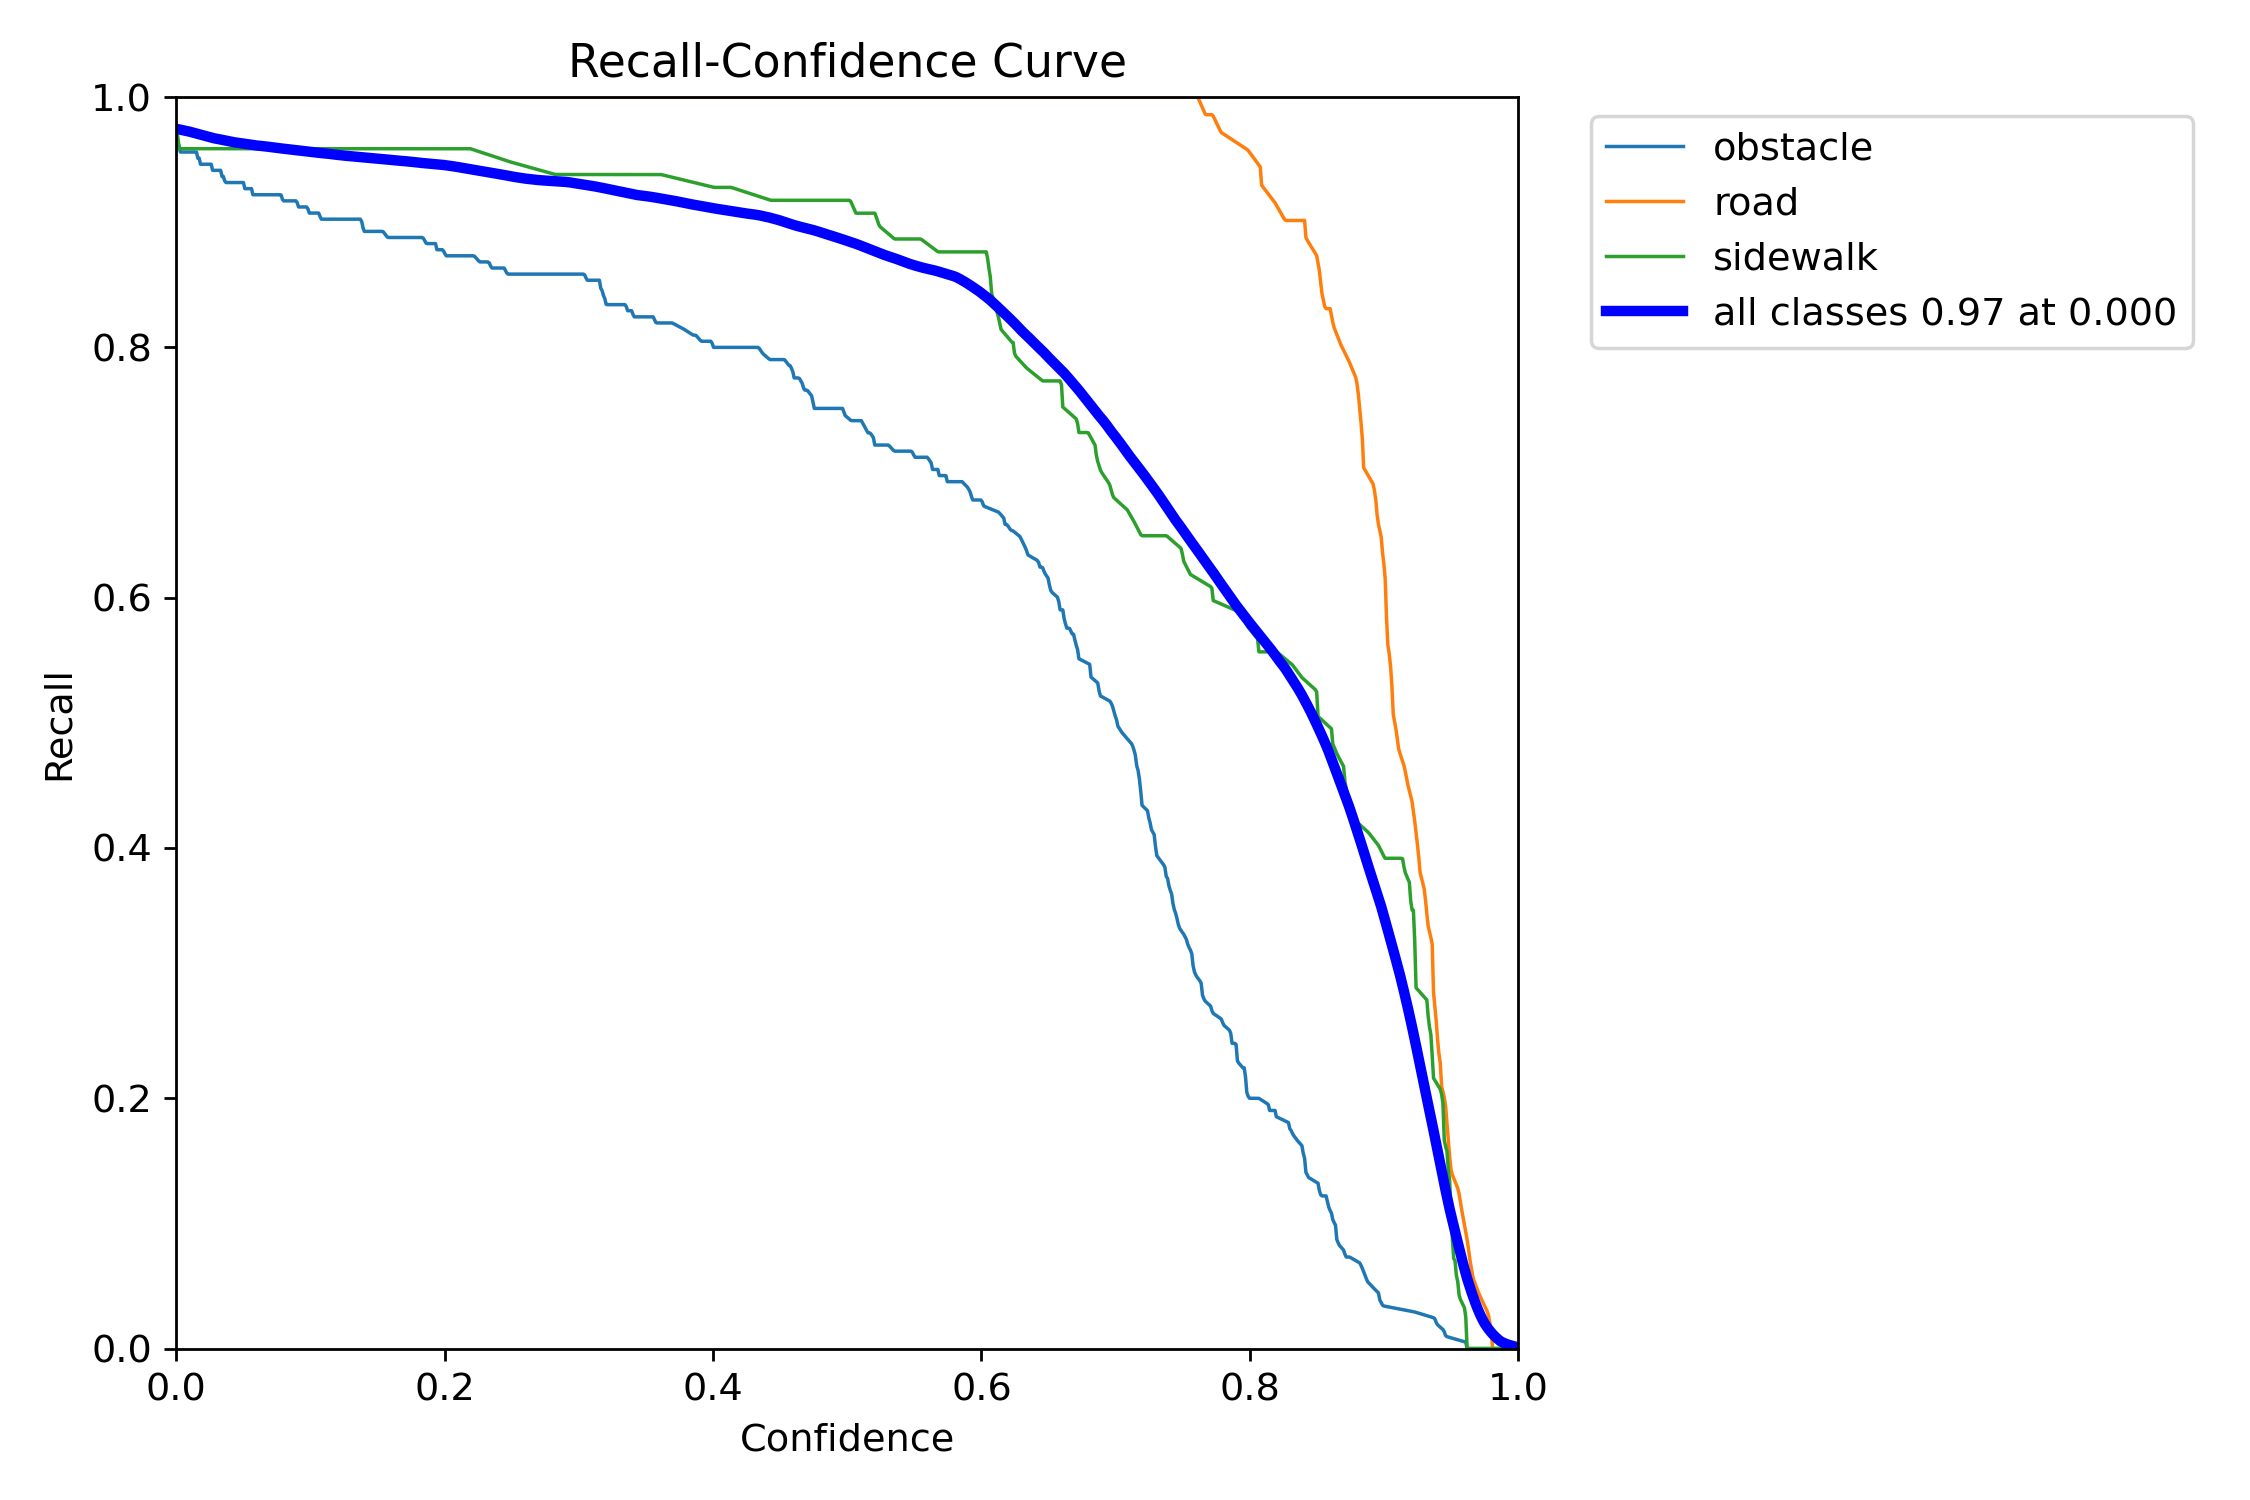 Recall-Confidence Curve
1.0
0.8
0.6
0.4
0.2
0.0
Recall
0.0 0.2 0.4 0.6 0.8 1.0
Confidence
obstacle
road
sidewalk
all classes 0.97 at 0.000